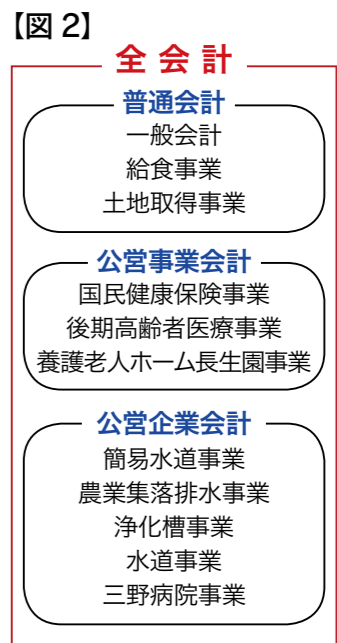 【図 2】
全 会 計
普通会計
一般会計
給食事業
土地取得事業
公営事業会計
国民健康保険事業
後期高齢者医療事業
養護老人ホーム長生園事業
公営企業会計
簡易水道事業
農業集落排水事業
浄化槽事業
水道事業
三野病院事業